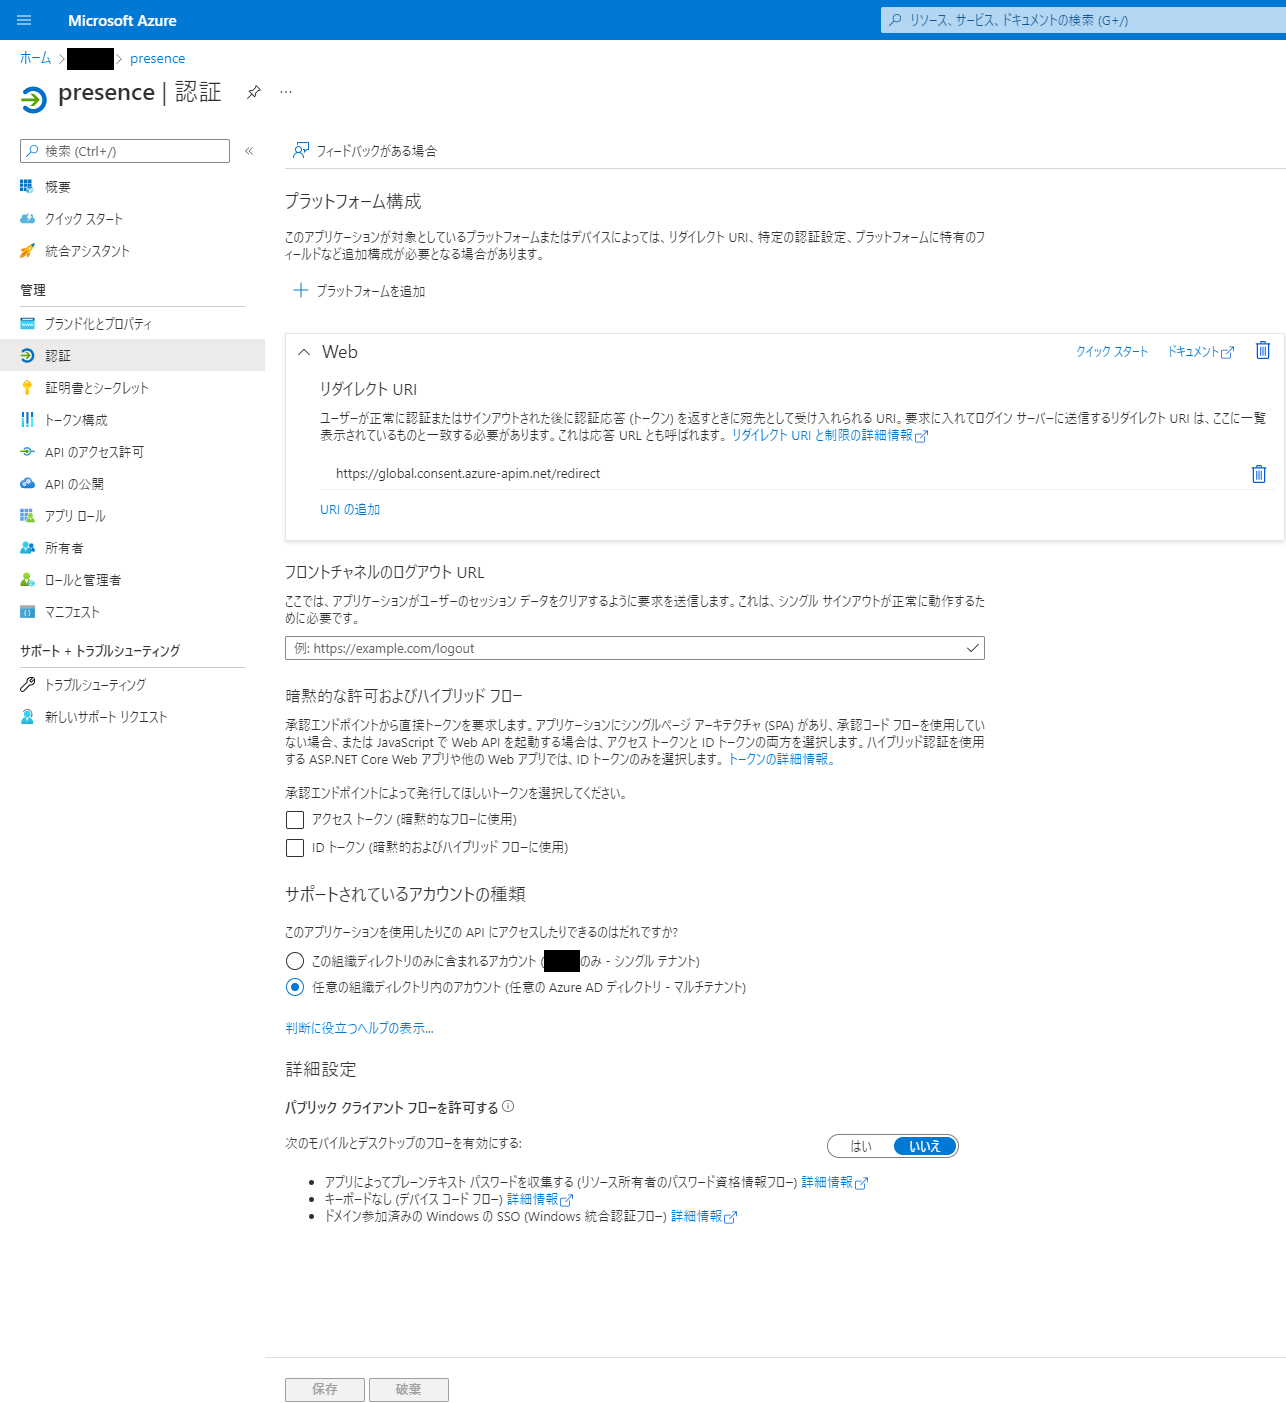 Microsoft Azure
リソース、サービス、ドキュメントの検索 (G+/)
ホーム
presence
presence | 認証
...
検索 (Ctrl+/)
«
概要
クイック スタート
統合アシスタント
管理
ブランド化とプロパティ
認証
証明書とシークレット
トークン構成
API のアクセス許可
API の公開
アプリ ロール
所有者
ロールと管理者
マニフェスト
サポート + トラブルシューティング
トラブルシューティング
新しいサポート リクエスト
フィードバックがある場合
プラットフォーム構成
このアプリケーションが対象としているプラットフォームまたはデバイスによっては、リダイレクト URI、特定の認証設定、プラットフォームに特有のフ
ィールドなど追加構成が必要となる場合があります。
プラットフォームを追加
Web
クイック スタート
ドキュメント
リダイレクト URI
ユーザーが正常に認証またはサインアウトされた後に認証応答 (トークン) を返すときに宛先として受け入れられる URI。要求に入れてログイン サーバーに送信するリダイレクト URI は、ここに一覧
表示されているものと一致する必要があります。これは応答 URL とも呼ばれます。 リダイレクト URI と制限の詳細情報
https://global.consent.azure-apim.net/redirect
URI の追加
フロントチャネルのログアウト URL
ここでは、アプリケーションがユーザーのセッション データをクリアするように要求を送信します。これは、シングル サインアウトが正常に動作するた
めに必要です。
例: https://example.com/logout
暗黙的な許可およびハイブリッド フロー
承認エンドポイントから直接トークンを要求します。アプリケーションにシングルページ アーキテクチャ (SPA) があり、承認コード フローを使用してい
ない場合、または JavaScript で Web API を起動する場合は、アクセス トークンと ID トークンの両方を選択します。ハイブリッド認証を使用
する ASP.NET Core Web アプリや他の Web アプリでは、ID トークンのみを選択します。 トークンの詳細情報。
承認エンドポイントによって発行してほしいトークンを選択してください。
アクセス トークン (暗黙的なフローに使用)
ID トークン (暗黙的およびハイブリッド フローに使用)
サポートされているアカウントの種類
このアプリケーションを使用したりこの API にアクセスしたりできるのはだれですか?
この組織ディレクトリのみに含まれるアカウント ( のみ - シングル テナント)
任意の組織ディレクトリ内のアカウント (任意の Azure AD ディレクトリ - マルチテナント)
判断に役立つヘルプの表示...
詳細設定
パブリック クライアント フローを許可する
次のモバイルとデスクトップのフローを有効にする:
はい
いいえ
• アプリによってプレーンテキスト パスワードを収集する (リソース所有者のパスワード資格情報フロー) 詳細情報
• キーボードなし (デバイス コード フロー) 詳細情報
• ドメイン参加済みの Windows の SSO (Windows 統合認証フロー) 詳細情報
保存
破棄